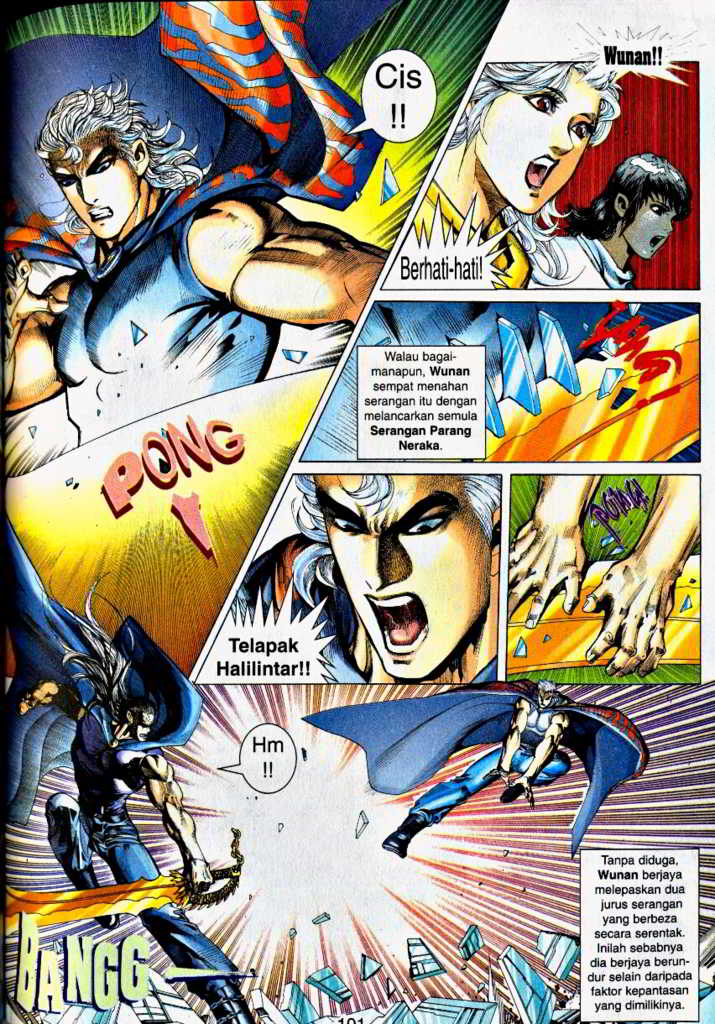 Cis
!!
Wunan!!
Berhati-hati!
PONG
!
Walau bagai-
manapun, Wunan
sempat menahan
serangan itu dengan
melancarkan semula
Serangan Parang
Neraka.
Telapak
Halilintar!!
Hm
!!
BANGG
Tanpa diduga,
Wunan berjaya
melepaskan dua
jurus serangan
yang berbeza
secara serentak.
Inilah sebabnya
dia berjaya berun-
dur selain daripada
faktor kepantasan
yang dimilikinya.
101